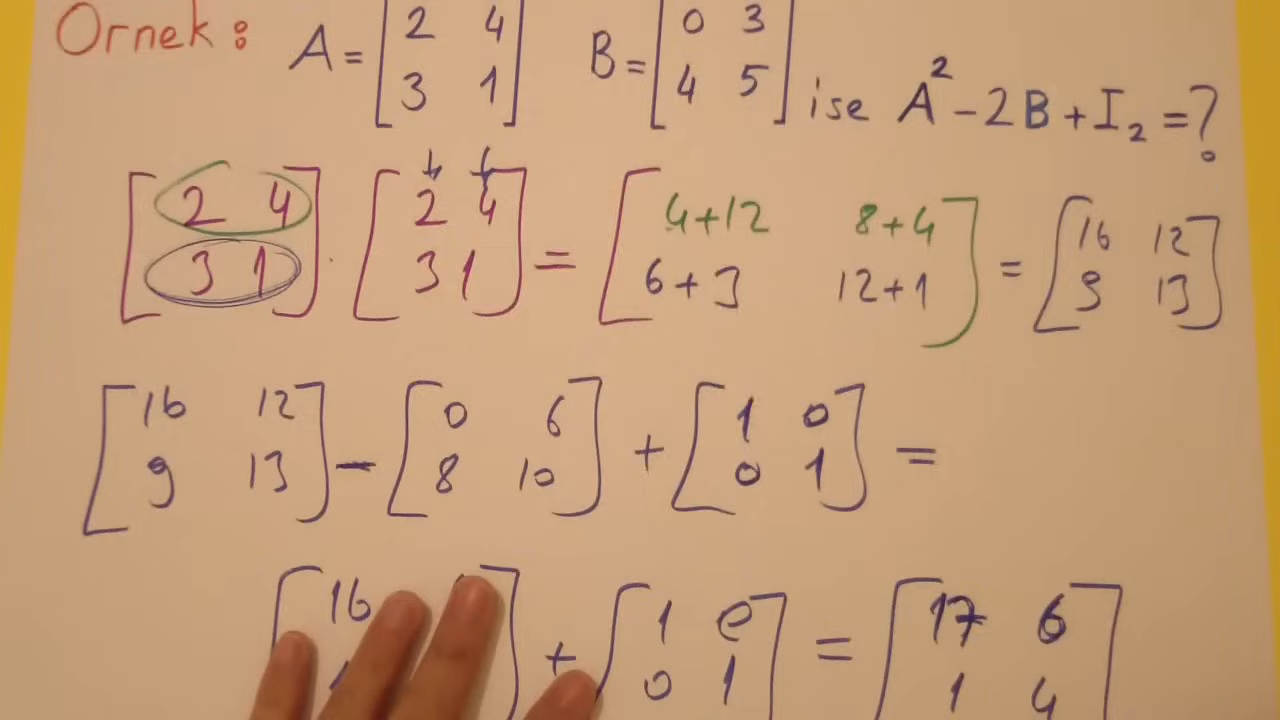 Ornek: A = [2 4 3 1] B = [0 3 4 5] ise A² - 2B + I₂ = ?
[2 4] . [2 4] = [4+12 8+4] = [16 12]
[3 1] [3 1] [6+3 12+1] [9 13]
[16 12] - [0 6] + [1 0] =
[9 13] [8 10] [0 1]
[16 ] + [1 0] = [17 6]
[0 1] [1 4]